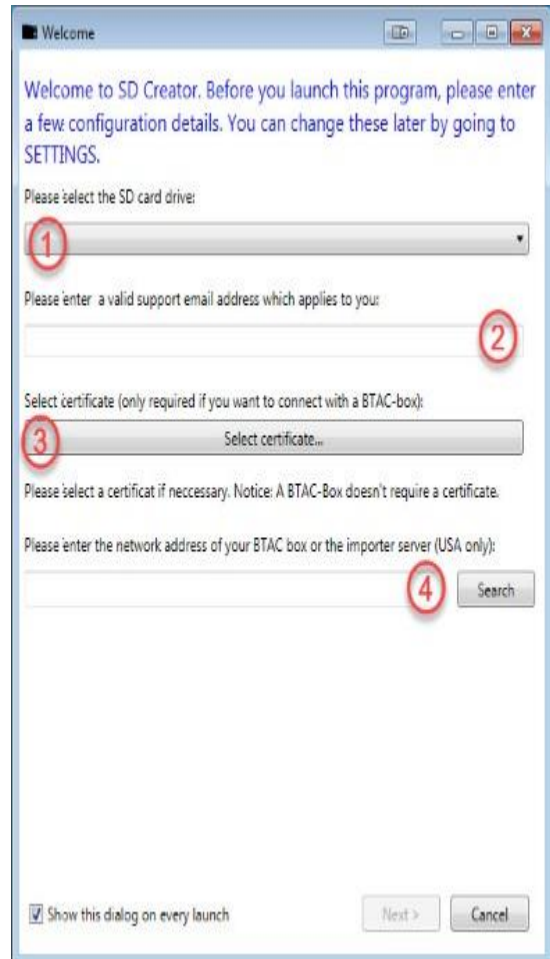 Welcome
Welcome to SD Creator. Before you launch this program, please enter
a few configuration details. You can change these later by going to
SETTINGS.
Please select the SD card drive:
1
Please enter a valid support email address which applies to you:
2
Select certificate (only required if you want to connect with a BTAC-box):
3 Select certificate...
Please select a certificat if neccessary. Notice: A BTAC-Box doesn't require a certificate.
Please enter the network address of your BTAC box or the importer server (USA only):
4 Search
Show this dialog on every launch Next > Cancel